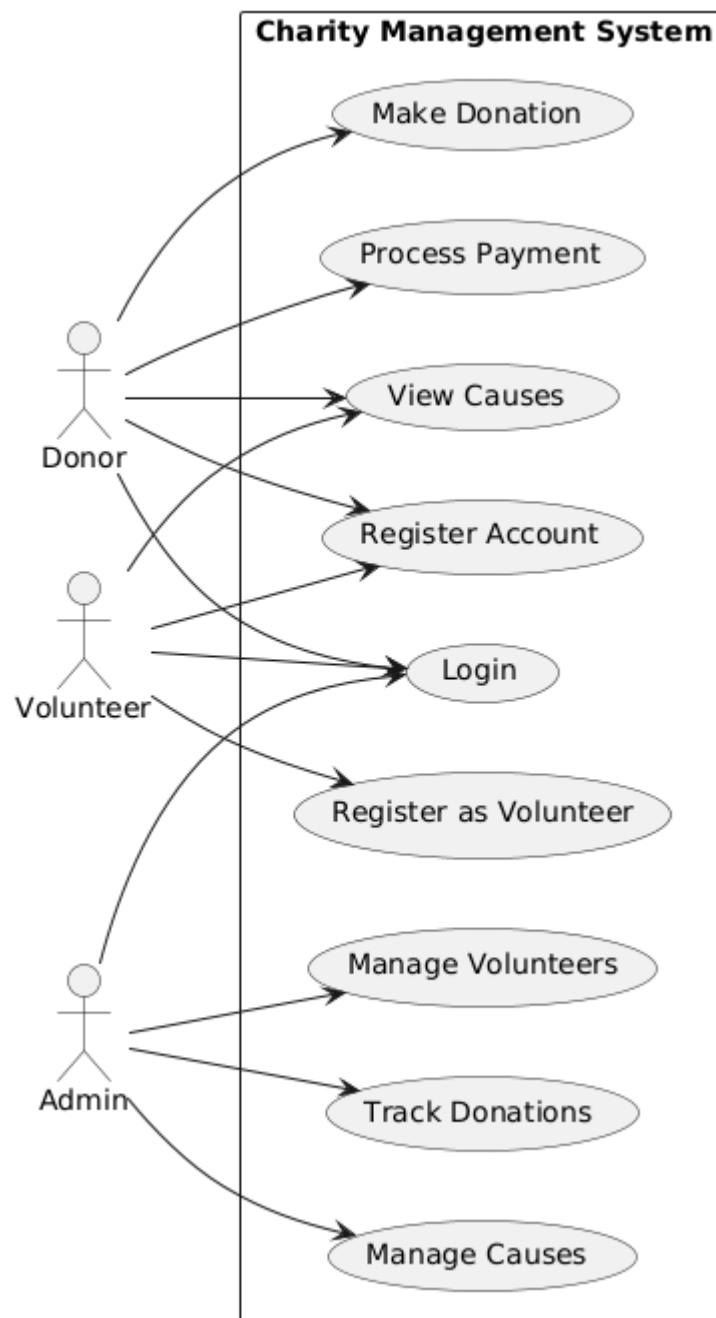 Charity Management System
Make Donation
Process Payment
View Causes
Donor
Register Account
Login
Volunteer
Register as Volunteer
Manage Volunteers
Admin
Track Donations
Manage Causes